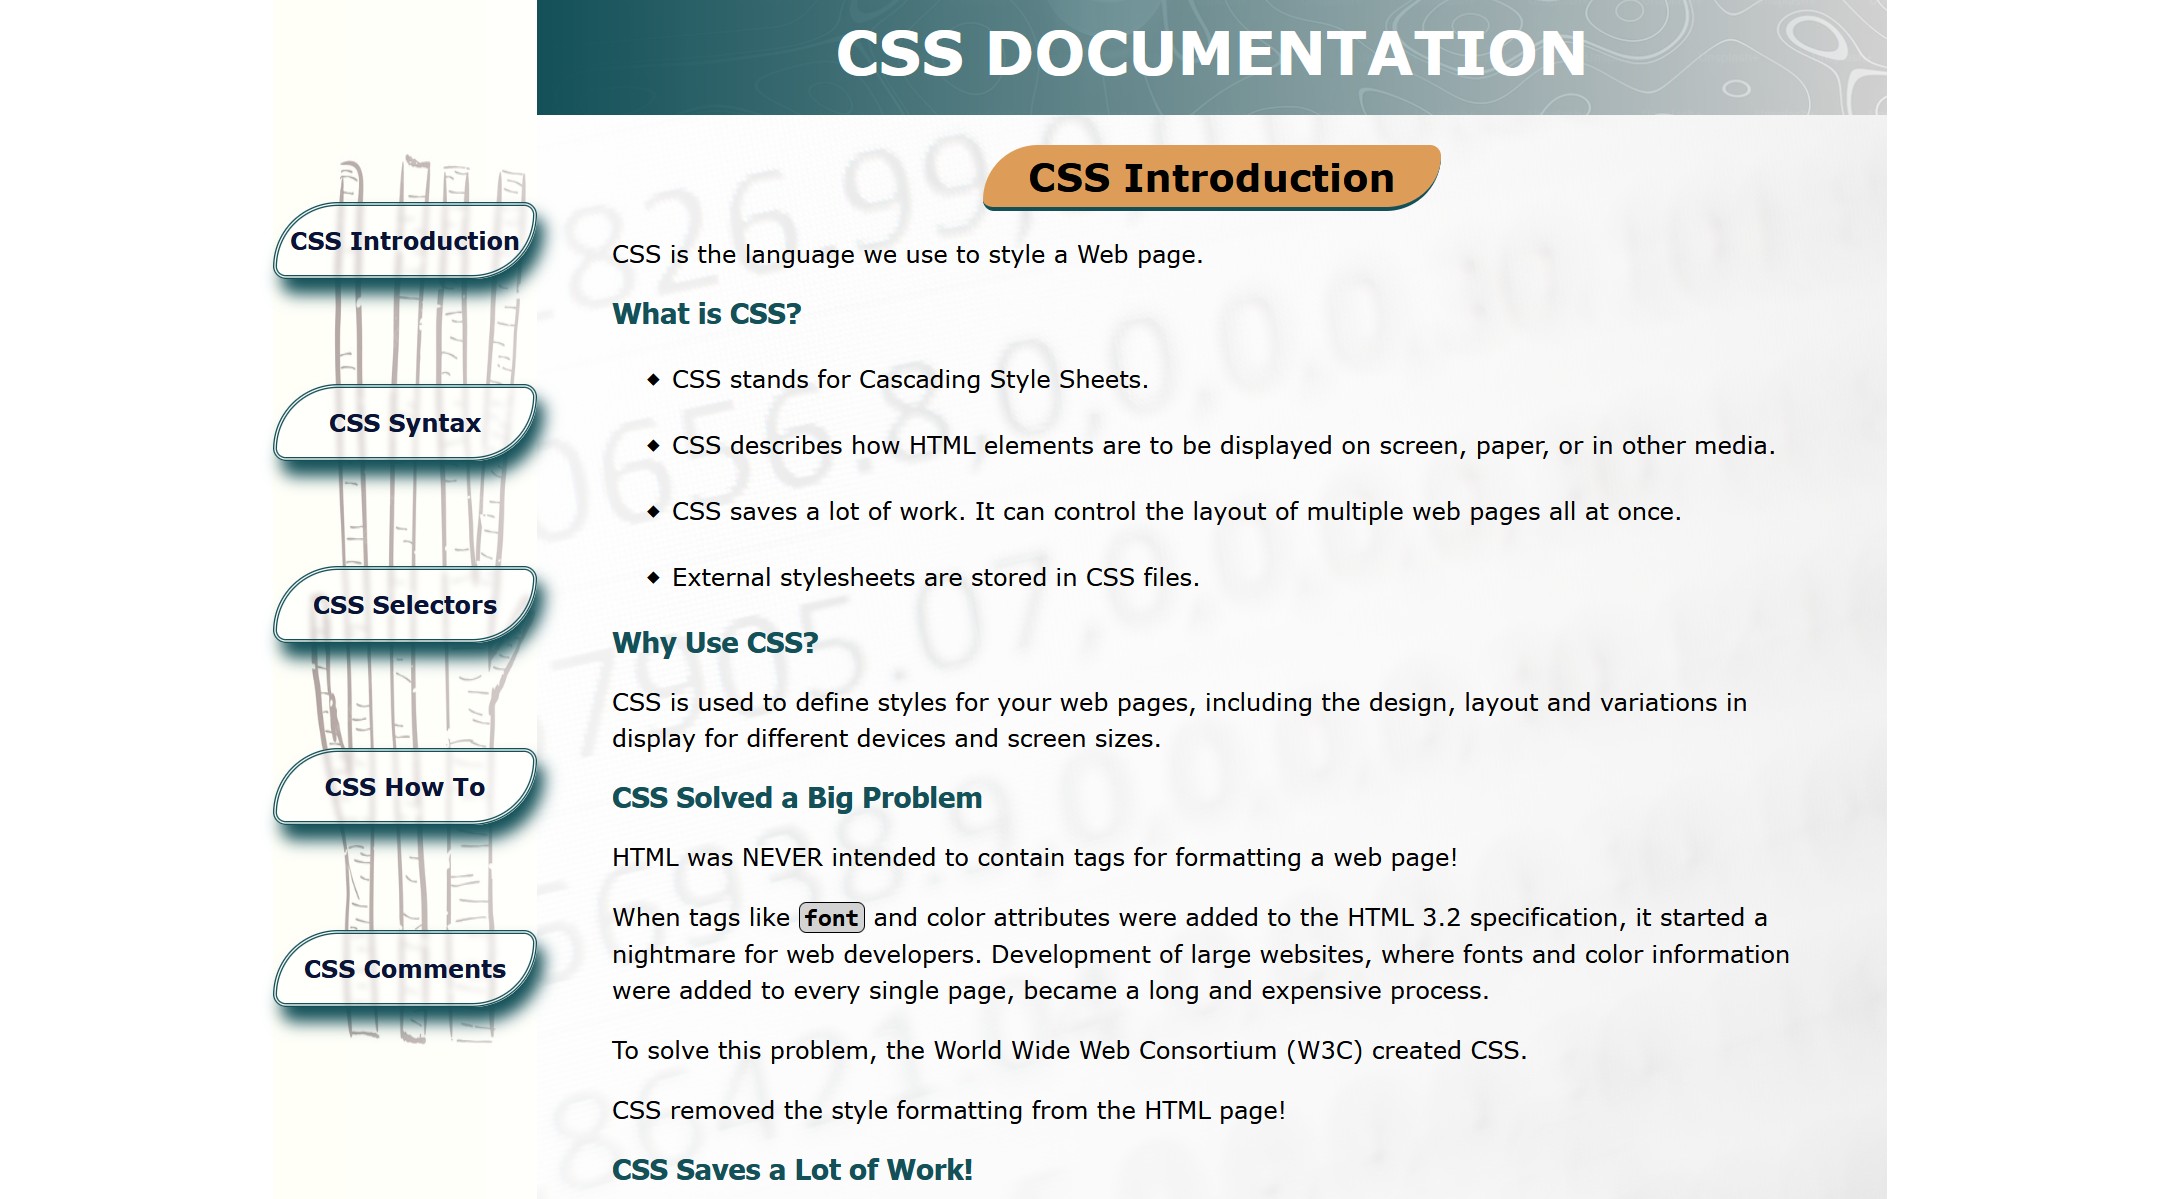 CSS DOCUMENTATION
CSS Introduction
CSS Syntax
CSS Selectors
CSS How To
CSS Comments
CSS Introduction
CSS is the language we use to style a Web page.
What is CSS?
◆ CSS stands for Cascading Style Sheets.
◆ CSS describes how HTML elements are to be displayed on screen, paper, or in other media.
◆ CSS saves a lot of work. It can control the layout of multiple web pages all at once.
◆ External stylesheets are stored in CSS files.
Why Use CSS?
CSS is used to define styles for your web pages, including the design, layout and variations in
display for different devices and screen sizes.
CSS Solved a Big Problem
HTML was NEVER intended to contain tags for formatting a web page!
When tags like font and color attributes were added to the HTML 3.2 specification, it started a
nightmare for web developers. Development of large websites, where fonts and color information
were added to every single page, became a long and expensive process.
To solve this problem, the World Wide Web Consortium (W3C) created CSS.
CSS removed the style formatting from the HTML page!
CSS Saves a Lot of Work!